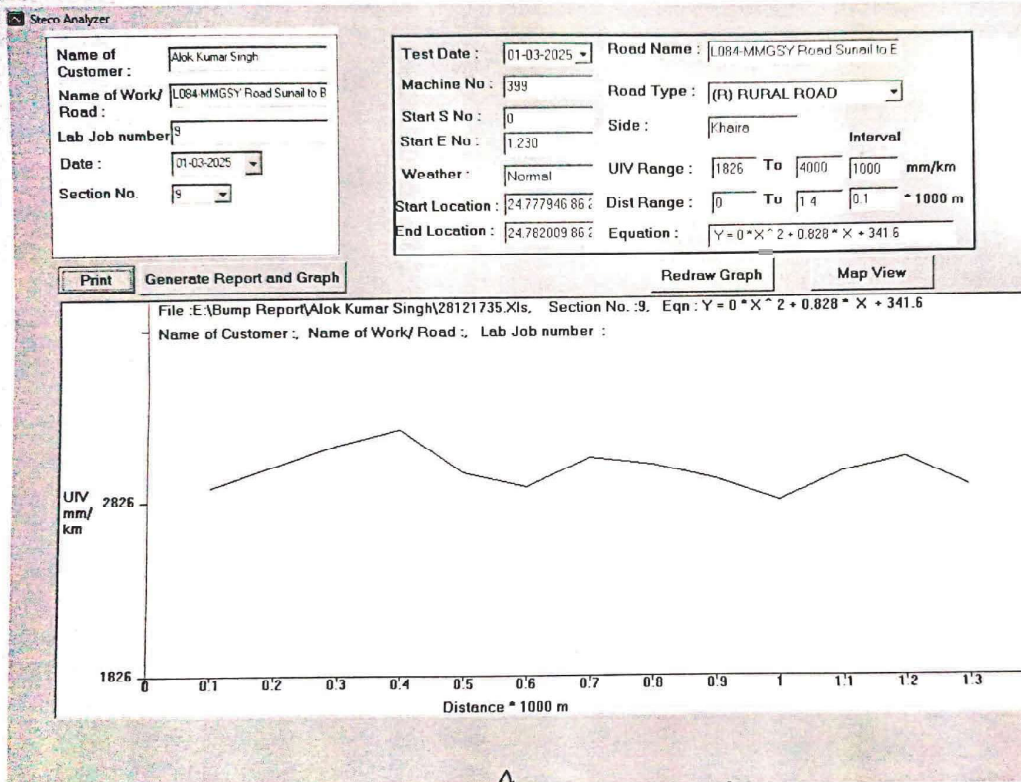 Steco Analyzer
Name of Customer : Alok Kumar Singh
Name of Work/ Road : L084-MMGSY Road Sunail to B
Lab Job number 9
Date : 01-03-2025
Section No. 9
Test Date : 01-03-2025
Machine No : 399
Start S No : 0
Start E No : 1.230
Weather : Normal
Start Location : 24.777946 86.2
End Location : 24.782009 86.2
Road Name : L084-MMGSY Road Sunail to E
Road Type : (R) RURAL ROAD
Side : Khaira
Interval
UIV Range : 1826 To 4000 1000 mm/km
Dist Range : 0 To 1.4 0.1 * 1000 m
Equation : Y = 0 * X ^ 2 + 0.828 * X + 341.6
Print Generate Report and Graph Redraw Graph Map View
File :E:\Bump Report\Alok Kumar Singh\28121735.Xls, Section No. :9, Eqn : Y = 0 * X ^ 2 + 0.828 * X + 341.6
Name of Customer :, Name of Work/ Road :, Lab Job number :
UIV
mm/
km
2826
1826
0 0.1 0.2 0.3 0.4 0.5 0.6 0.7 0.8 0.9 1 1.1 1.2 1.3
Distance * 1000 m